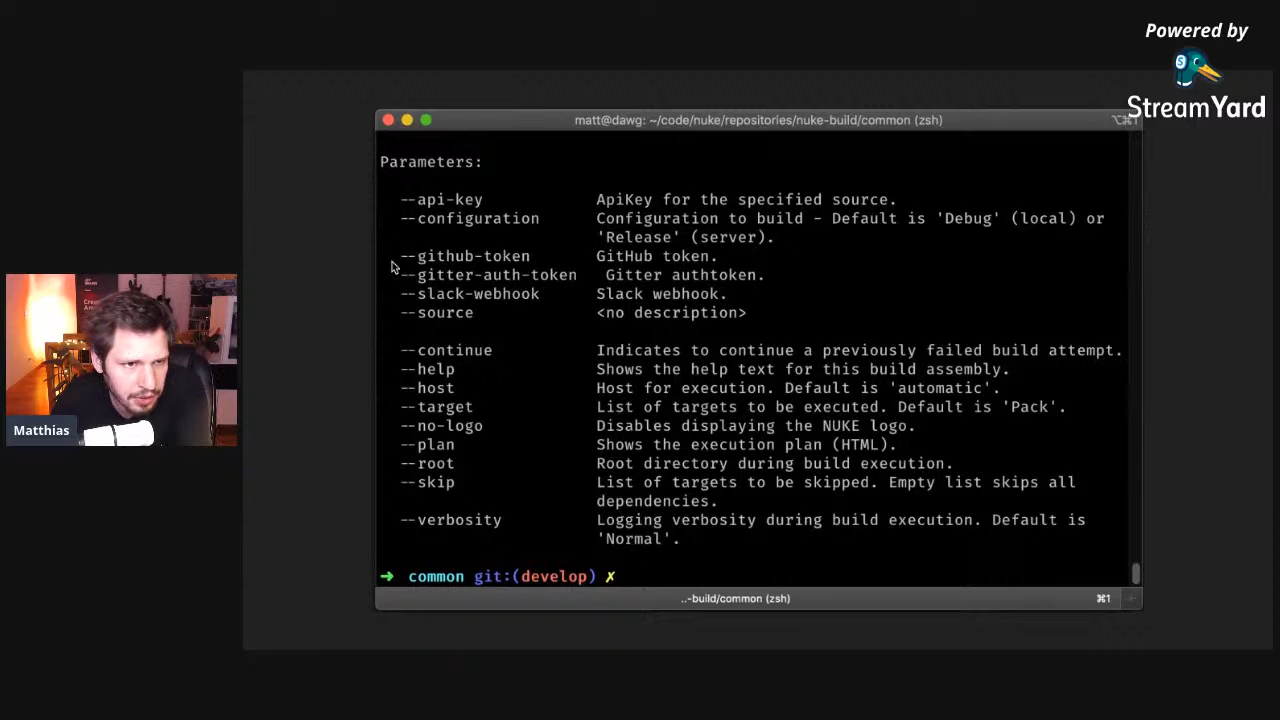 Powered by
StreamYard
matt@dawg: ~/code/nuke/repositories/nuke-build/common (zsh)
⌥⌘1
Parameters:
--api-key ApiKey for the specified source.
--configuration Configuration to build - Default is 'Debug' (local) or
'Release' (server).
--github-token GitHub token.
--gitter-auth-token Gitter authtoken.
--slack-webhook Slack webhook.
--source <no description>
--continue Indicates to continue a previously failed build attempt.
--help Shows the help text for this build assembly.
--host Host for execution. Default is 'automatic'.
--target List of targets to be executed. Default is 'Pack'.
--no-logo Disables displaying the NUKE logo.
--plan Shows the execution plan (HTML).
--root Root directory during build execution.
--skip List of targets to be skipped. Empty list skips all
dependencies.
--verbosity Logging verbosity during build execution. Default is
'Normal'.
➜ common git:(develop) ✗
..-build/common (zsh)
⌘1
Matthias